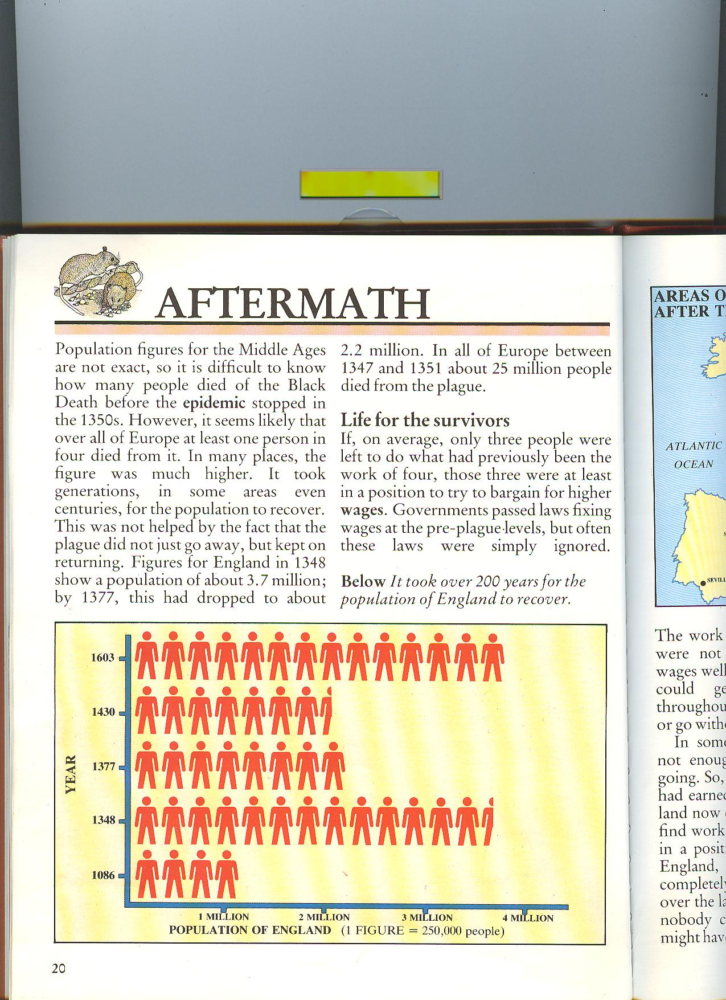 AFTERMATH
Population figures for the Middle Ages
are not exact, so it is difficult to know
how many people died of the Black
Death before the epidemic stopped in
the 1350s. However, it seems likely that
over all of Europe at least one person in
four died from it. In many places, the
figure was much higher. It took
generations, in some areas even
centuries, for the population to recover.
This was not helped by the fact that the
plague did not just go away, but kept on
returning. Figures for England in 1348
show a population of about 3.7 million;
by 1377, this had dropped to about
2.2 million. In all of Europe between
1347 and 1351 about 25 million people
died from the plague.
Life for the survivors
If, on average, only three people were
left to do what had previously been the
work of four, those three were at least
in a position to try to bargain for higher
wages. Governments passed laws fixing
wages at the pre-plague levels, but often
these laws were simply ignored.
Below It took over 200 years for the
population of England to recover.
YEAR
1603
1430
1377
1348
1086
1 MILLION 2 MILLION 3 MILLION 4 MILLION
POPULATION OF ENGLAND (1 FIGURE = 250,000 people)
20
AREAS O
AFTER T
ATLANTIC
OCEAN
SEVILL
The work
were not
wages well
could ge
throughou
or go with
In some
not enoug
going. So,
had earned
land now
find work
in a posit
England,
completely
over the la
nobody c
might hav